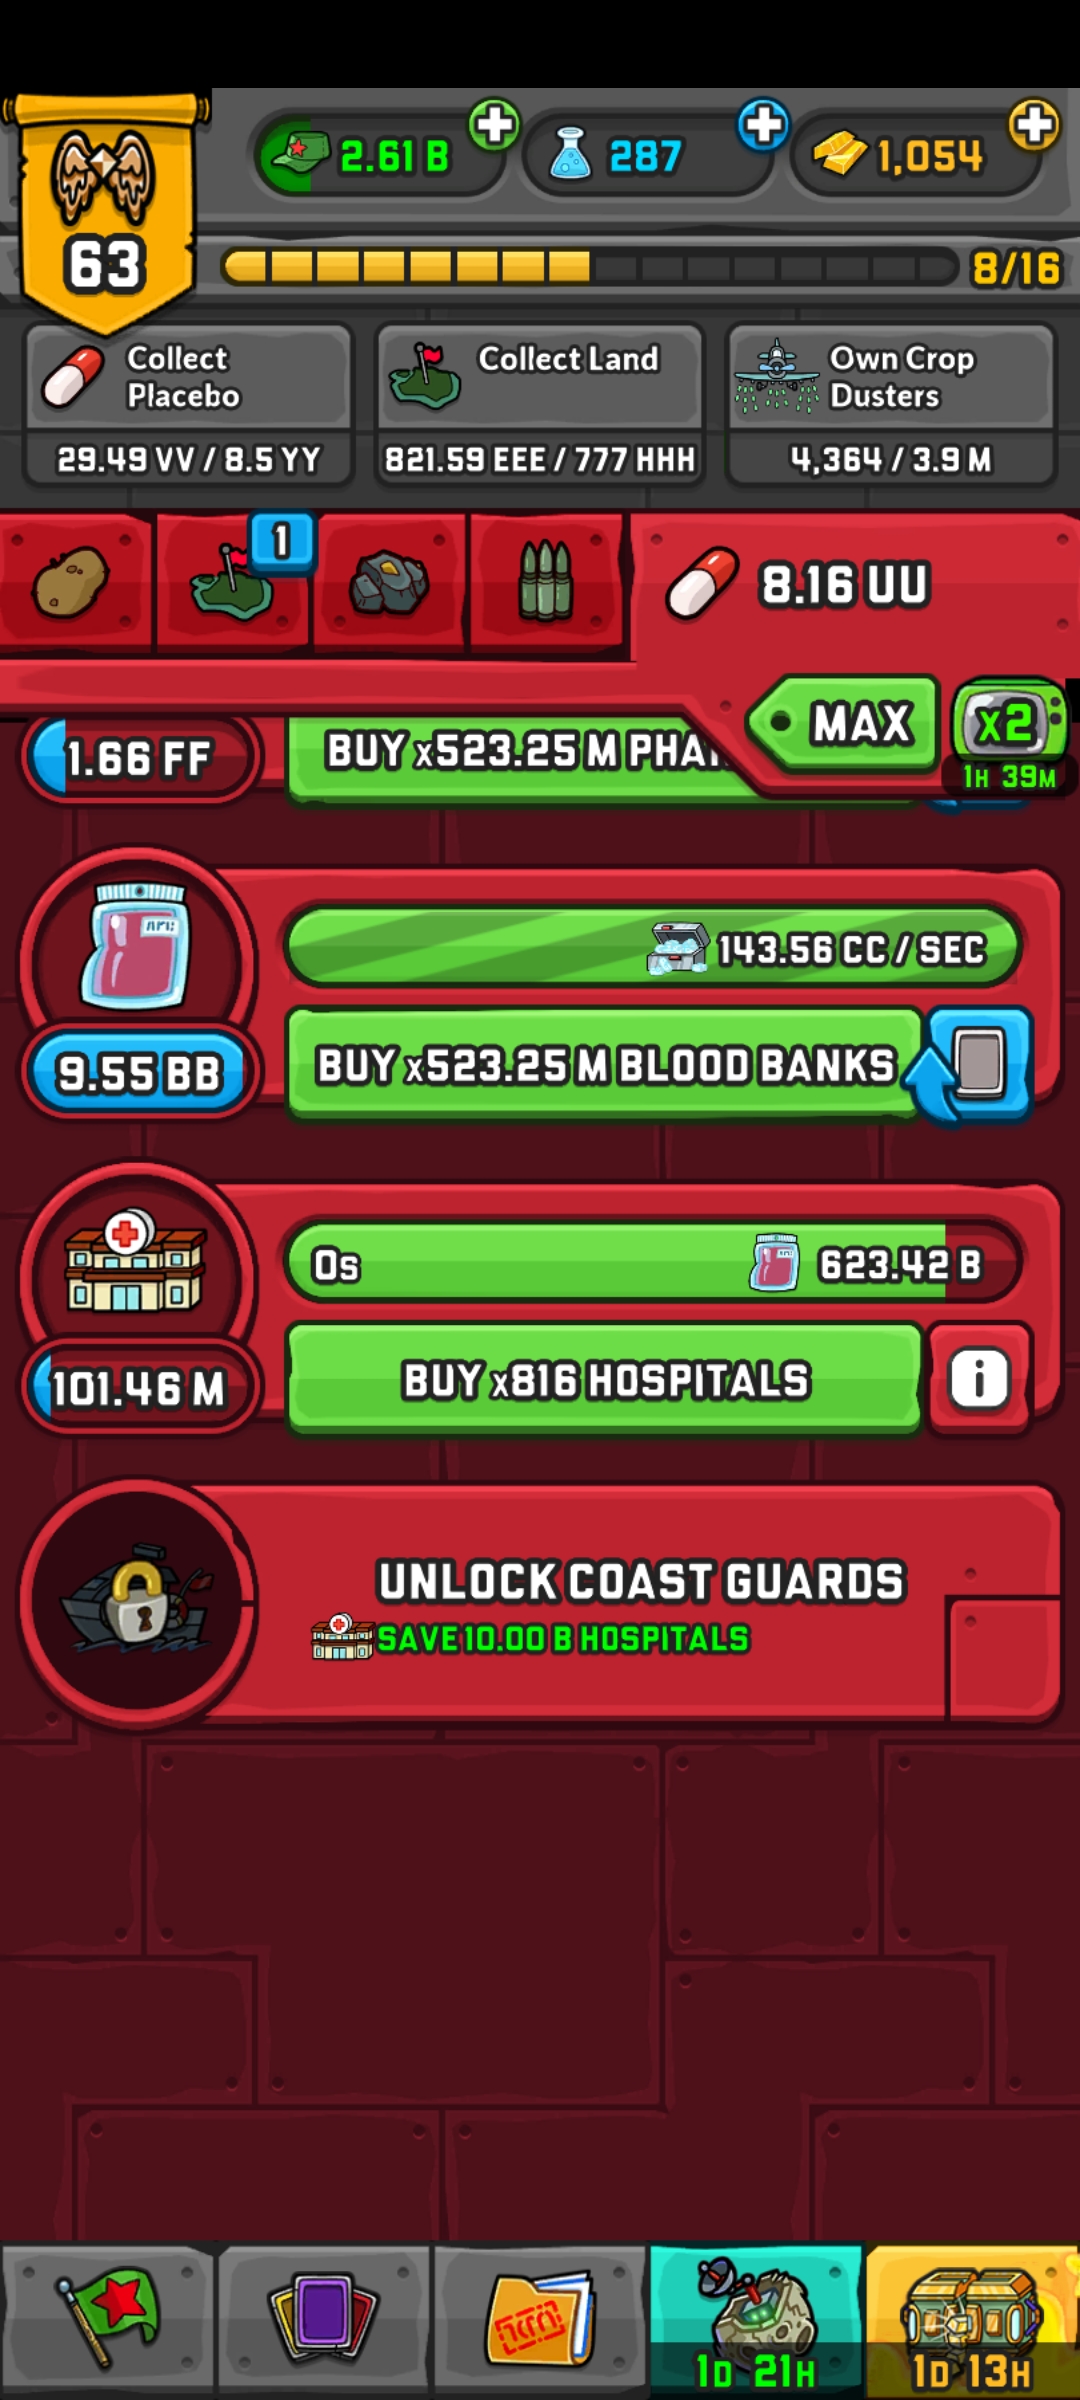 63
2.61 B
287
1,054
8/16
Collect
Placebo
29.49 VV / 8.5 YY
Collect Land
821.59 EEE / 777 HHH
Own Crop
Dusters
4,364 / 3.9 M
1
8.16 UU
MAX
x2
1H 39M
1.66 FF
BUY x523.25 M
143.56 CC / SEC
9.55 BB
BUY x523.25 M BLOOD BANKS
0s
623.42 B
101.46 M
BUY x816 HOSPITALS
i
UNLOCK COAST GUARDS
SAVE 10.00 B HOSPITALS
1D 21H
1D 13H